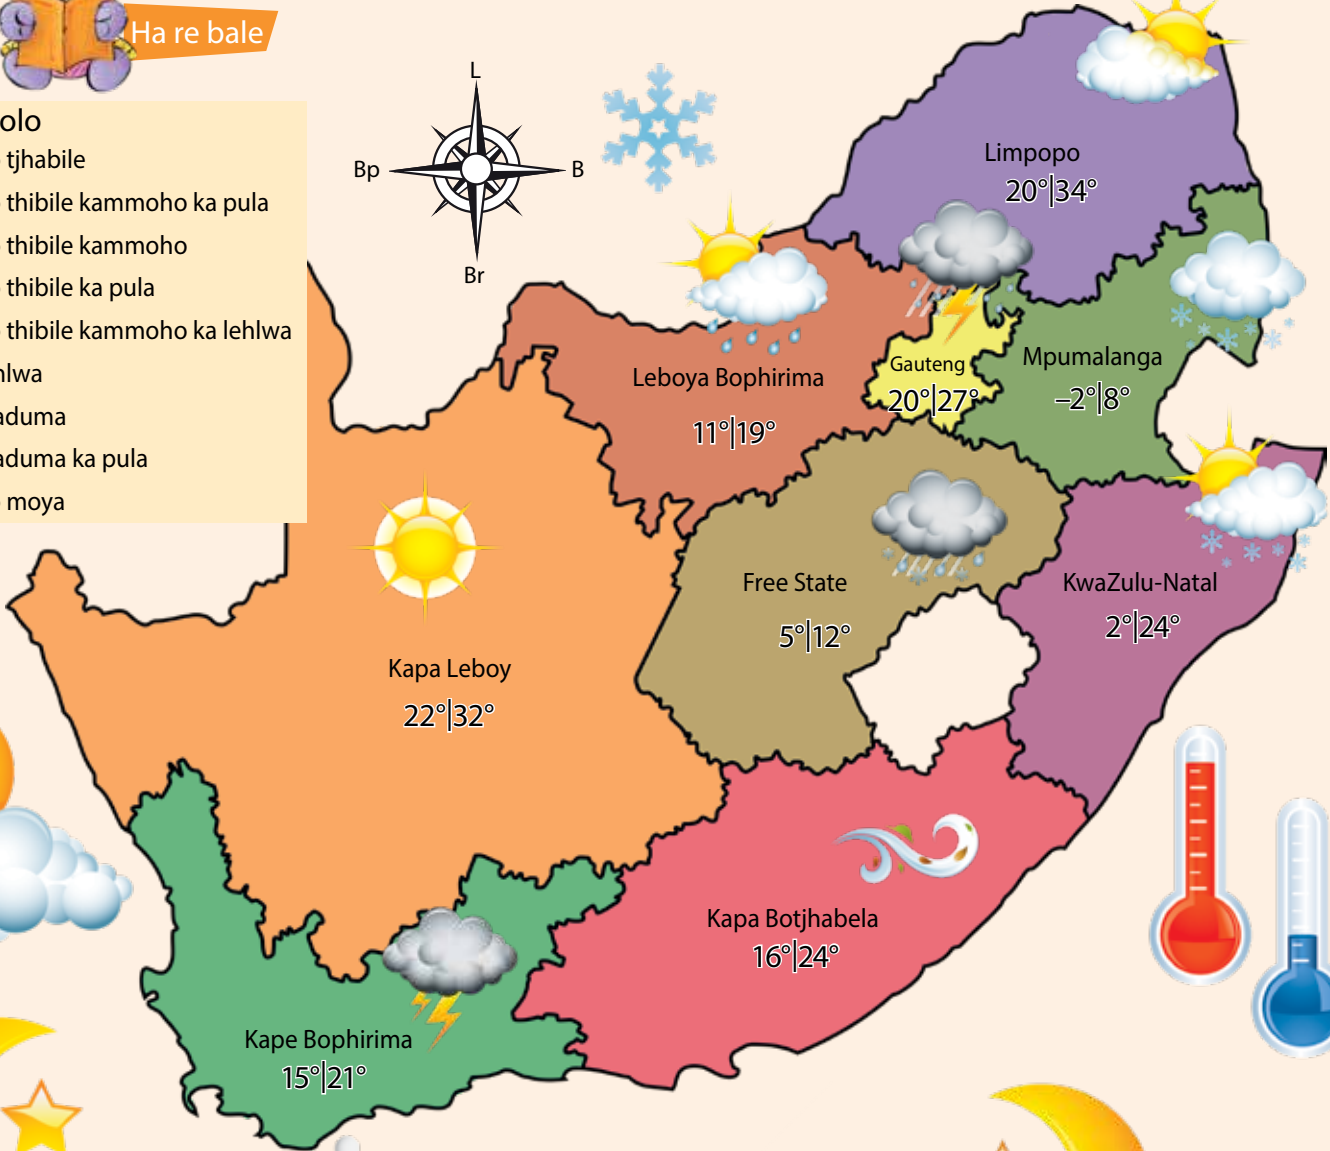 Ha re bale
olo
tjhabile
thibile kammoho ka pula
thibile kammoho
thibile ka pula
thibile kammoho ka lehlwa
hlwa
aduma
aduma ka pula
moya
L
Bp
B
Br
Limpopo
20°|34°
Leboya Bophirima
11°|19°
Gauteng
20°|27°
Mpumalanga
–2°|8°
Free State
5°|12°
KwaZulu-Natal
2°|24°
Kapa Leboy
22°|32°
Kapa Botjhabela
16°|24°
Kape Bophirima
15°|21°